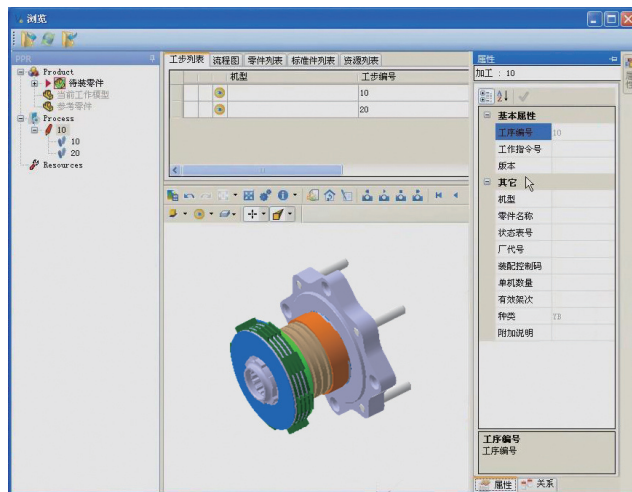 浏览
PPR
Product
待装零件
当前工作模型
参考零件
Process
10
10
20
Resources
工步列表 流程图 零件列表 标准件列表 资源列表
机型 工步编号
10
20
属性
加工 : 10
基本属性
工序编号 10
工作指令号
版本
其它
机型
零件名称
状态表号
厂代号
装配控制码
单机数量
有效架次
种类 YB
附加说明
工序编号
工序编号
属性 关系